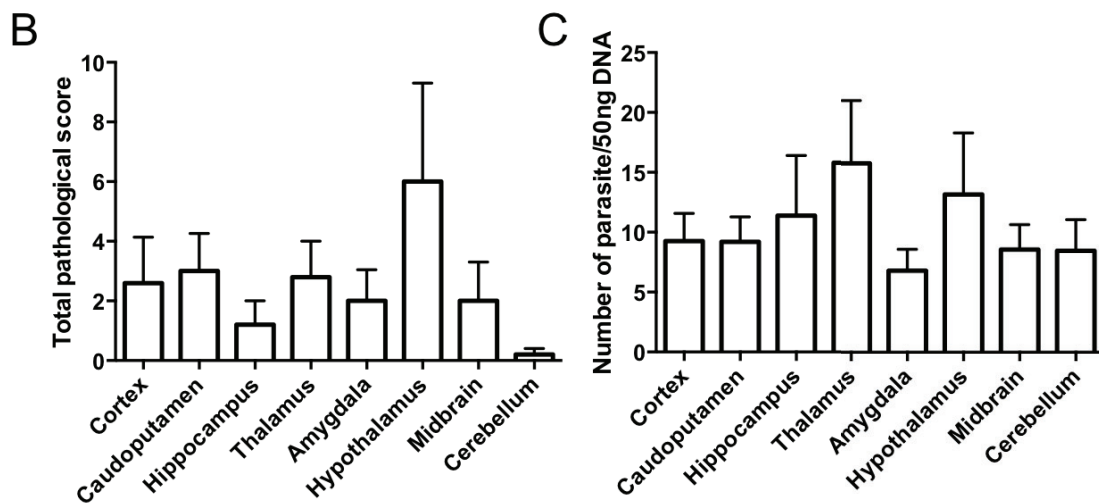 B
Total pathological score
10
8
6
4
2
0
Cortex
Caudoputamen
Hippocampus
Thalamus
Amygdala
Hypothalamus
Midbrain
Cerebellum
C
Number of parasite/50ng DNA
25
20
15
10
5
0
Cortex
Caudoputamen
Hippocampus
Thalamus
Amygdala
Hypothalamus
Midbrain
Cerebellum